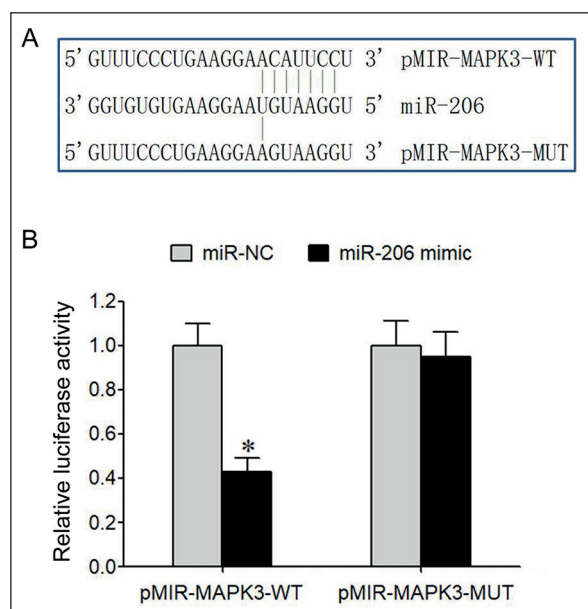 A
5' GUUUCCCUGAAGGAACAUUCCU 3' pMIR-MAPK3-WT
3' GGUGUGUGAAGGAAUGUAAGGU 5' miR-206
5' GUUUCCCUGAAGGAAGUAAGGU 3' pMIR-MAPK3-MUT
B
miR-NC miR-206 mimic
Relative luciferase activity
1.2
1.0
0.8
0.6
0.4
0.2
0.0
*
pMIR-MAPK3-WT pMIR-MAPK3-MUT